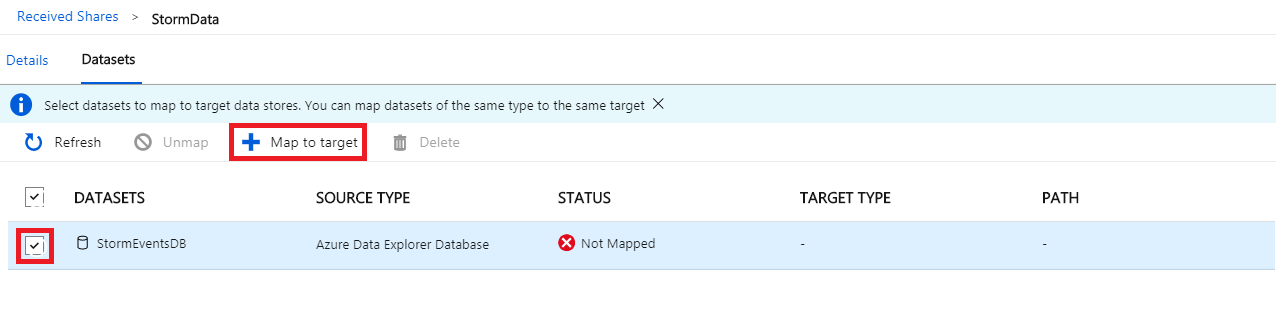 Received Shares > StormData
Details Datasets
Select datasets to map to target data stores. You can map datasets of the same type to the same target
Refresh Unmap Map to target Delete
DATASETS SOURCE TYPE STATUS TARGET TYPE PATH
StormEventsDB Azure Data Explorer Database Not Mapped - -